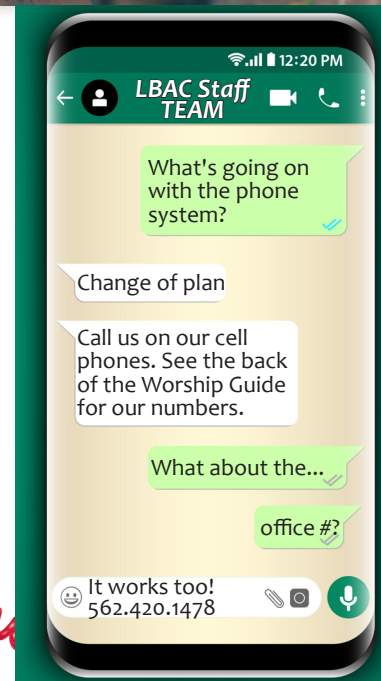 12:20 PM
LBAC Staff
TEAM
What's going on
with the phone
system?
Change of plan
Call us on our cell
phones. See the back
of the Worship Guide
for our numbers.
What about the...
office #?
It works too!
562.420.1478